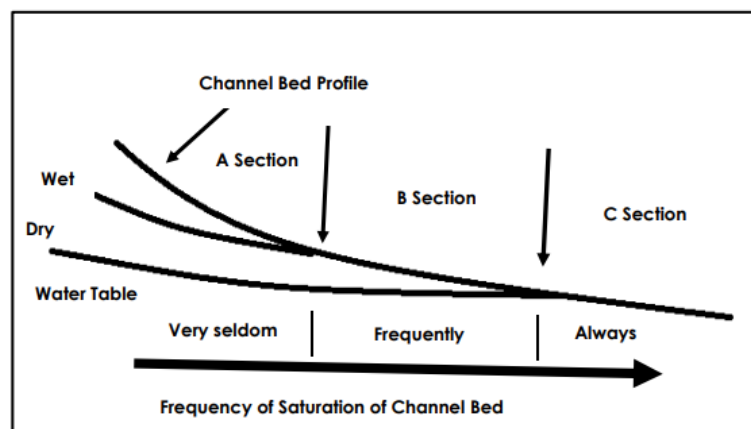 Channel Bed Profile
A Section
Wet
B Section
C Section
Dry
Water Table
Very seldom
Frequently
Always
Frequency of Saturation of Channel Bed